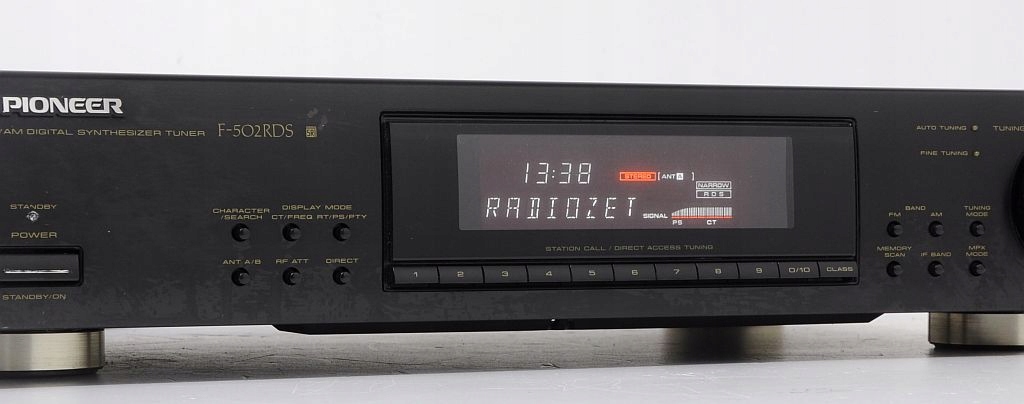 PIONEER
/AM DIGITAL SYNTHESIZER TUNER F-502RDS
AUTO TUNING TUNING
FINE TUNING
13:38 STEREO [ANT A ]
NARROW
RDS
RADIOZET SIGNAL
PS CT
STANDBY
POWER
STANDBY/ON
CHARACTER
/SEARCH
DISPLAY MODE
CT/FREQ RT/PS/PTY
ANT A/B RF ATT DIRECT
STATION CALL / DIRECT ACCESS TUNING
1 2 3 4 5 6 7 8 9 0/10 CLASS
BAND
FM AM
TUNING
MODE
MEMORY
SCAN
IF BAND
MPX
MODE